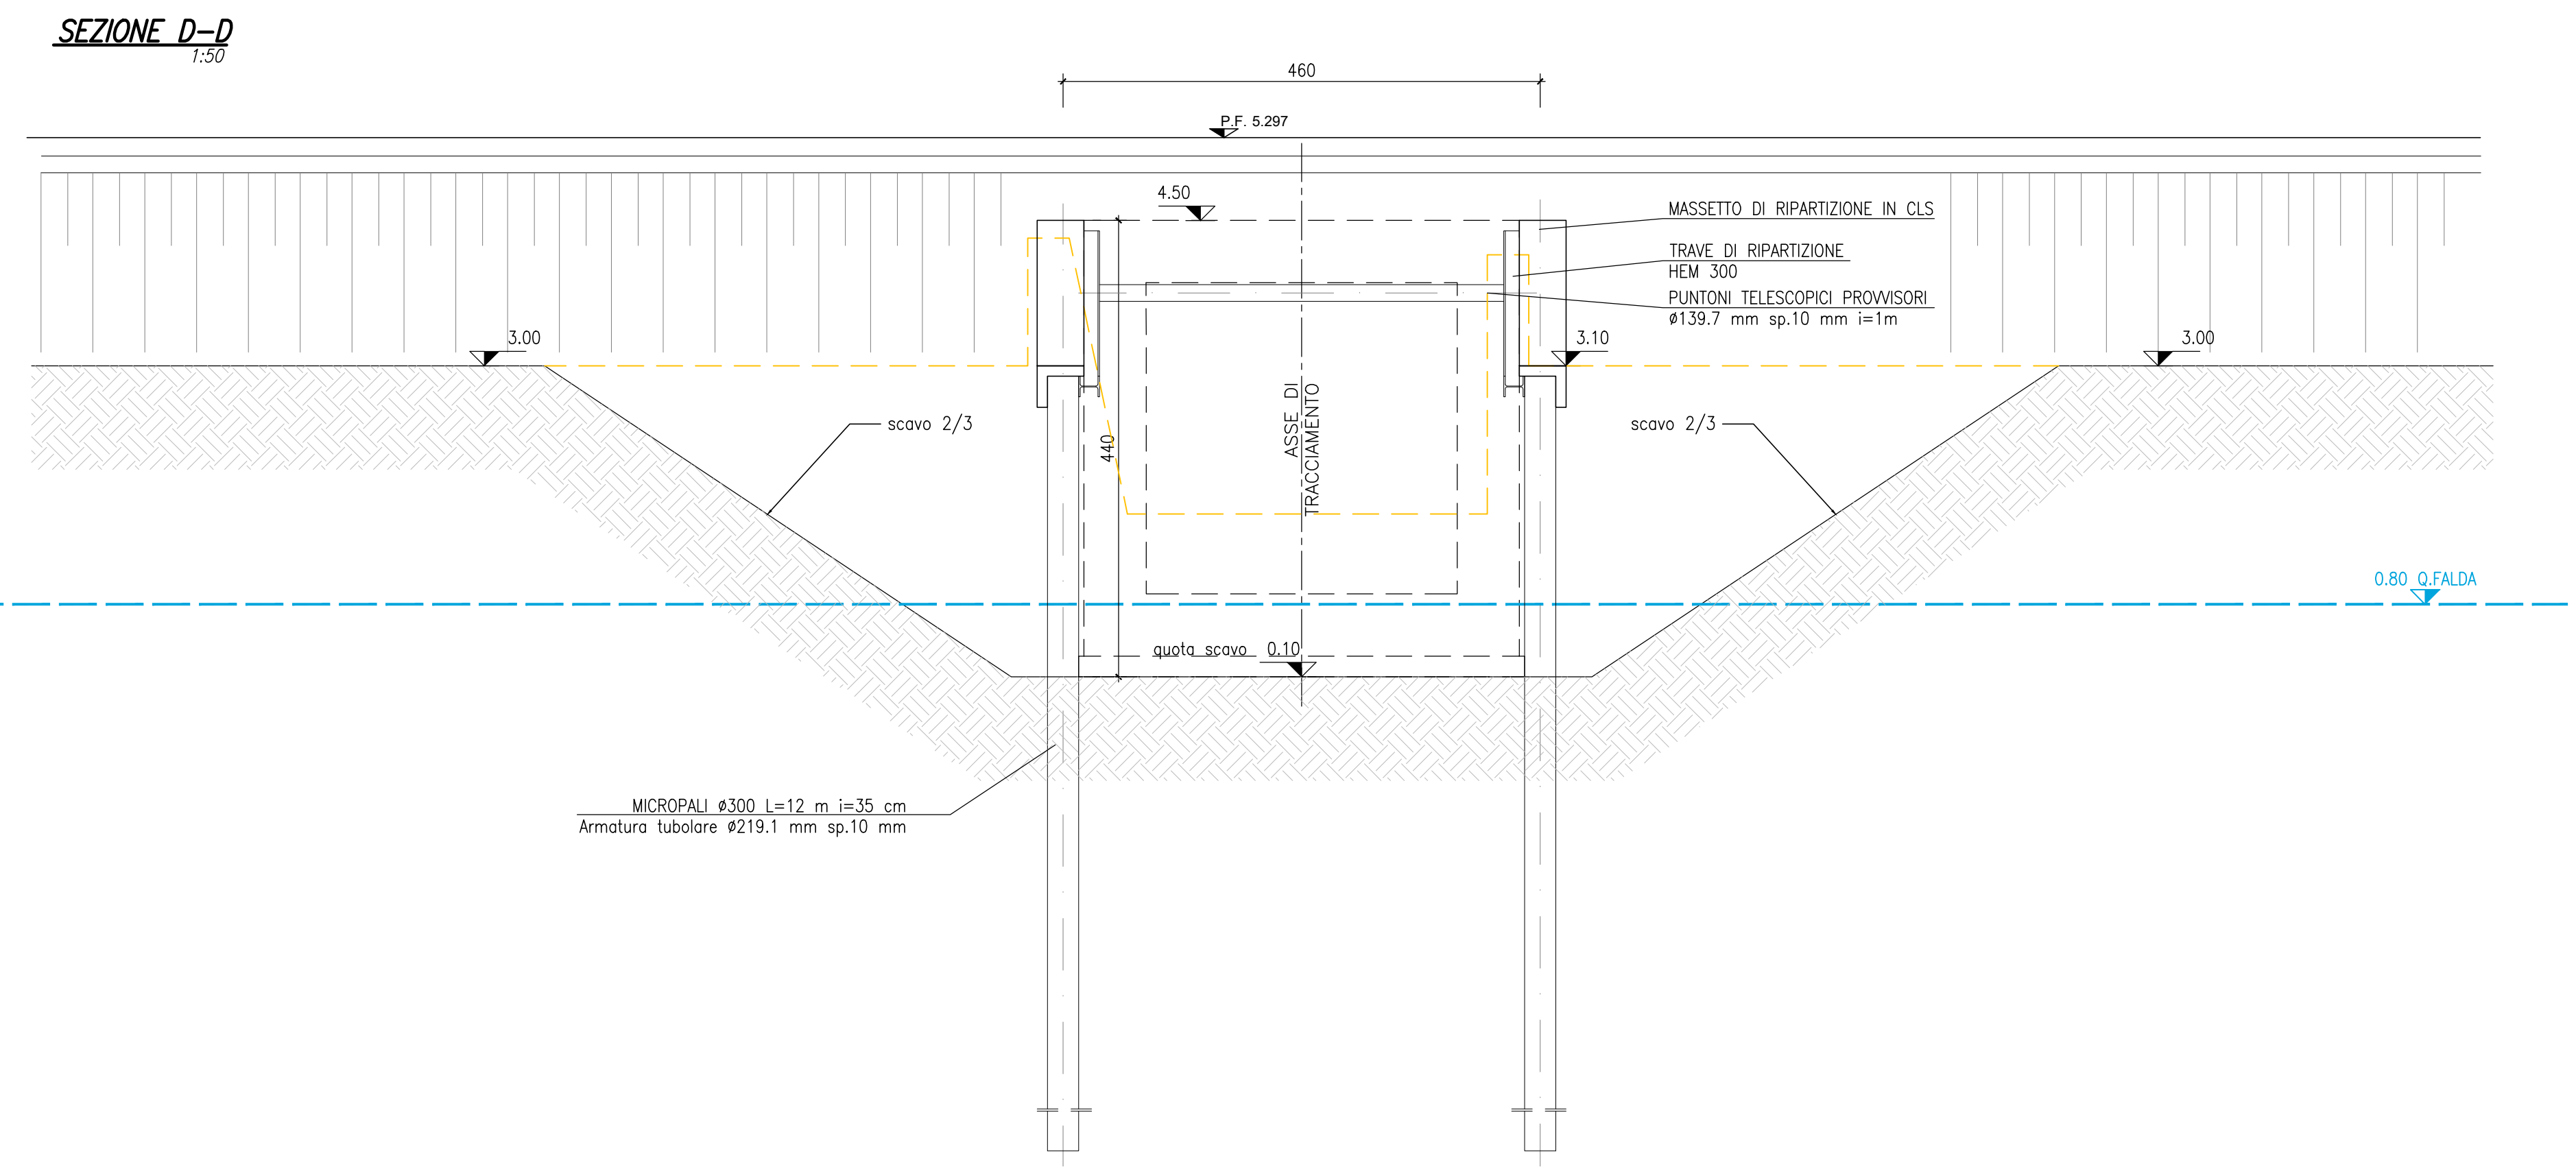 SEZIONE D-D
1:50
460
P.F. 5.297
4.50
MASSETTO DI RIPARTIZIONE IN CLS
TRAVE DI RIPARTIZIONE
HEM 300
PUNTONI TELESCOPICI PROVVISORI
ø139.7 mm sp.10 mm i=1m
3.00
3.10
3.00
scavo 2/3
440
ASSE DI
TRACCIAMENTO
scavo 2/3
0.80 Q.FALDA
quota scavo 0.10
MICROPALI ø300 L=12 m i=35 cm
Armatura tubolare ø219.1 mm sp.10 mm